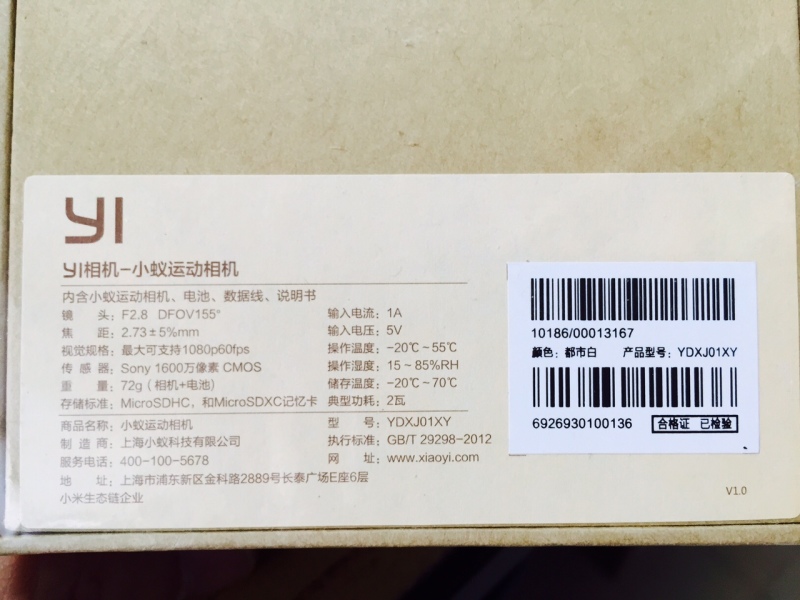 YI
YI相机-小蚁运动相机
内含小蚁运动相机、电池、数据线、说明书
镜 头：F2.8 DFOV155° 输入电流：1A
焦 距：2.73±5%mm 输入电压：5V
视觉规格：最大可支持1080p60fps 操作温度：-20℃~55℃
传 感 器：Sony 1600万像素 CMOS 操作湿度：15~85%RH
重 量：72g（相机+电池） 储存温度：-20℃~70℃
存储标准：MicroSDHC，和MicroSDXC记忆卡 典型功耗：2瓦
商品名称：小蚁运动相机 型 号：YDXJ01XY
制 造 商：上海小蚁科技有限公司 执行标准：GB/T 29298-2012
服务电话：400-100-5678 网 址：www.xiaoyi.com
地 址：上海市浦东新区金科路2889号长泰广场E座6层
小米生态链企业
V1.0
10186/00013167
颜色：都市白 产品型号：YDXJ01XY
6926930100136 合格证 已检验